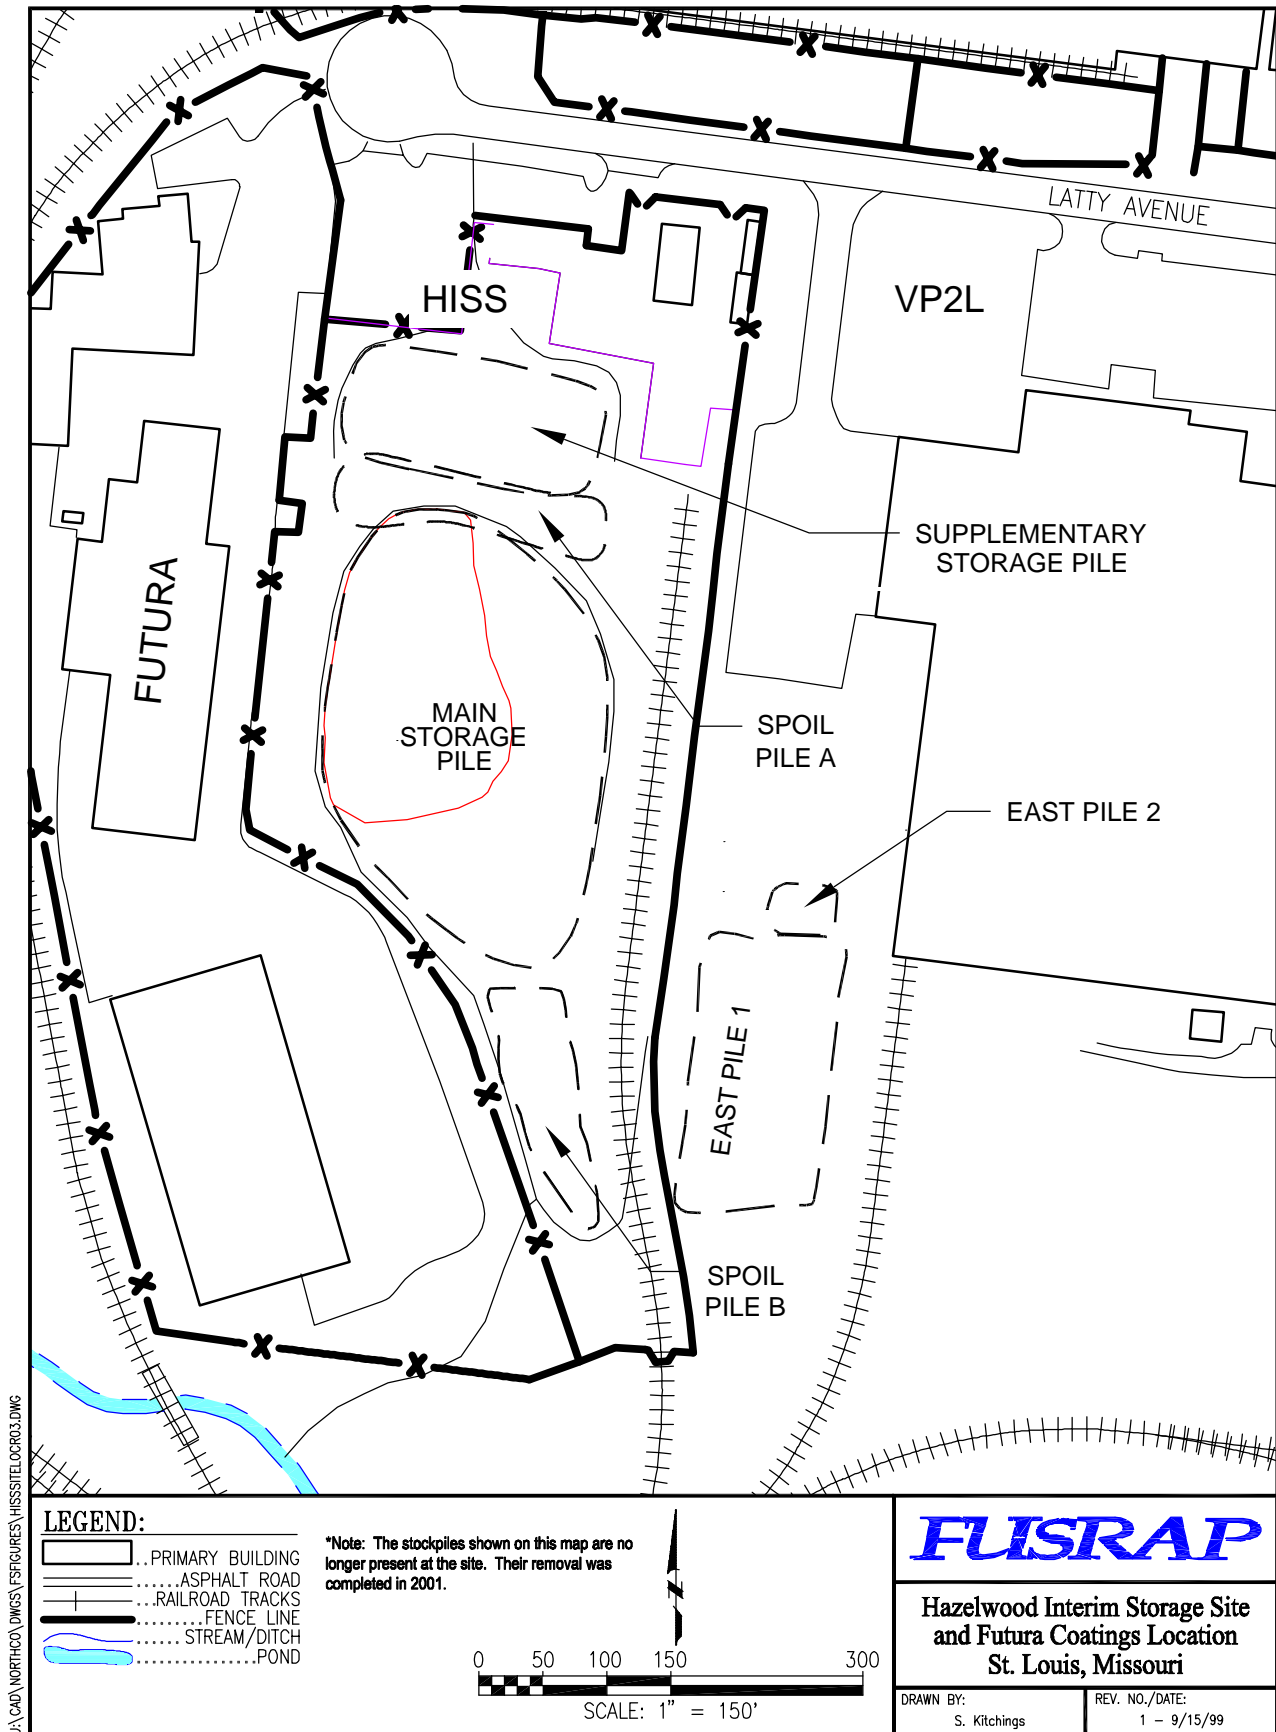 LATTY AVENUE
HISS
VP2L
SUPPLEMENTARY
STORAGE PILE
FUTURA
MAIN
STORAGE
PILE
SPOIL
PILE A
EAST PILE 2
EAST PILE 1
SPOIL
PILE B
J:\CAD\NORTHCO\DWGS\FSFIGURES\HISSSITELOCR03.DWG
LEGEND:
..PRIMARY BUILDING
......ASPHALT ROAD
..RAILROAD TRACKS
.........FENCE LINE
...... STREAM/DITCH
...............POND
*Note: The stockpiles shown on this map are no
longer present at the site. Their removal was
completed in 2001.
0 50 100 150 300
SCALE: 1" = 150'
FUSRAP
Hazelwood Interim Storage Site
and Futura Coatings Location
St. Louis, Missouri
DRAWN BY:
S. Kitchings
REV. NO./DATE:
1 - 9/15/99